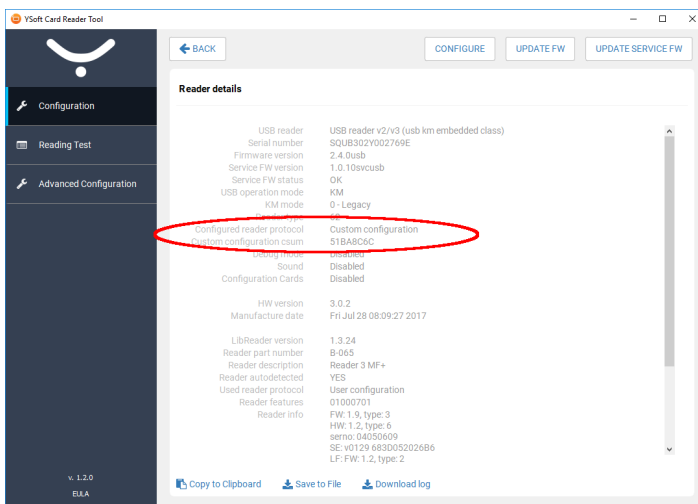 YSoft Card Reader Tool
BACK
CONFIGURE
UPDATE FW
UPDATE SERVICE FW
Configuration
Reading Test
Advanced Configuration
Reader details
USB reader USB reader v2/v3 (usb km embedded class)
Serial number SQUB302Y002769E
Firmware version 2.4.0usb
Service FW version 1.0.10svcusb
Service FW status OK
USB operation mode KM
KM mode 0 - Legacy
Configured reader protocol Custom configuration
Custom configuration csum 51BA8C6C
Debug mode Disabled
Sound Disabled
Configuration Cards Disabled
HW version 3.0.2
Manufacture date Fri Jul 28 08:09:27 2017
LibReader version 1.3.24
Reader part number B-065
Reader description Reader 3 MF+
Reader autodetected YES
Used reader protocol User configuration
Reader features 01000701
Reader info FW: 1.9, type: 3
HW: 1.2, type: 6
serno: 04050609
SE: v0129 683D052026B6
LF: FW: 1.2, type: 2
Copy to Clipboard
Save to File
Download log
v. 1.2.0
EULA